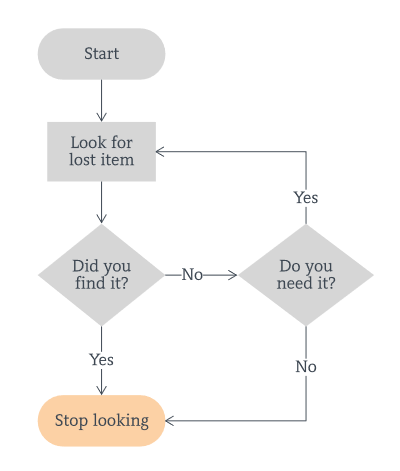 Start
Look for
lost item
Yes
Did you
find it?
No
Do you
need it?
Yes
No
Stop looking